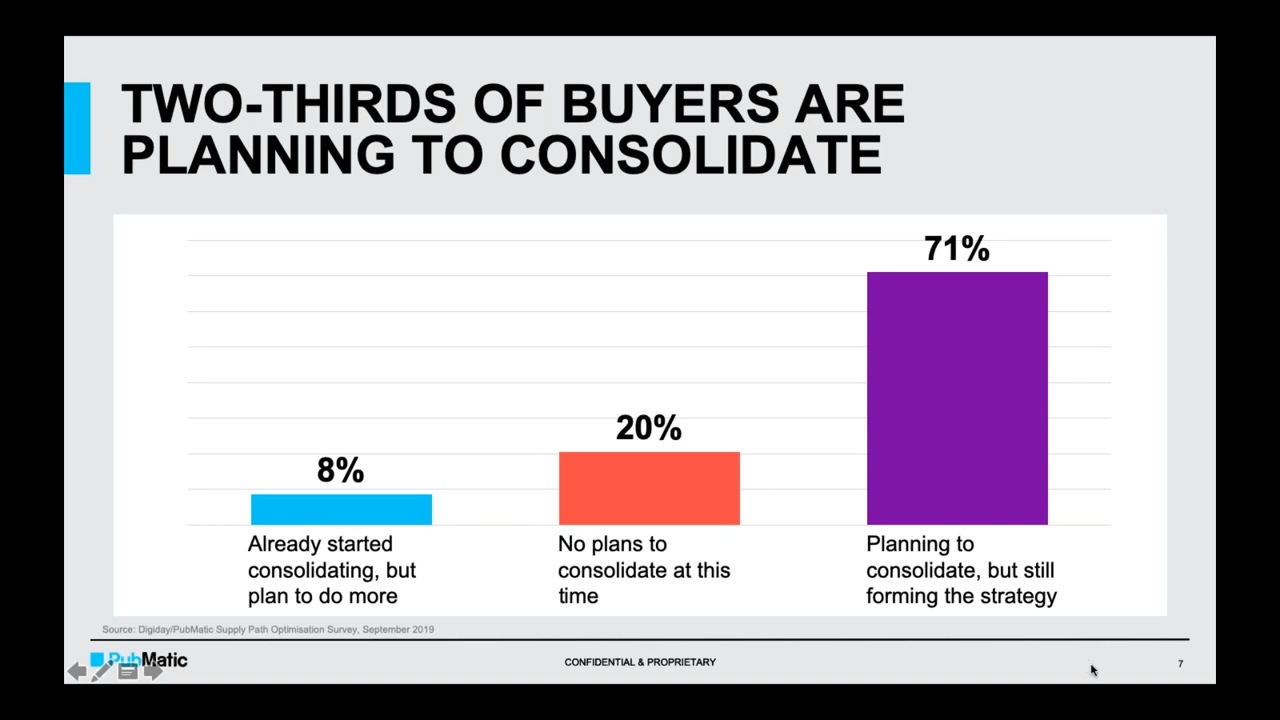 TWO-THIRDS OF BUYERS ARE
PLANNING TO CONSOLIDATE
71%
20%
8%
Already started
consolidating, but
plan to do more
No plans to
consolidate at this
time
Planning to
consolidate, but still
forming the strategy
Source: Digiday/PubMatic Supply Path Optimisation Survey, September 2019
PubMatic
CONFIDENTIAL & PROPRIETARY
7